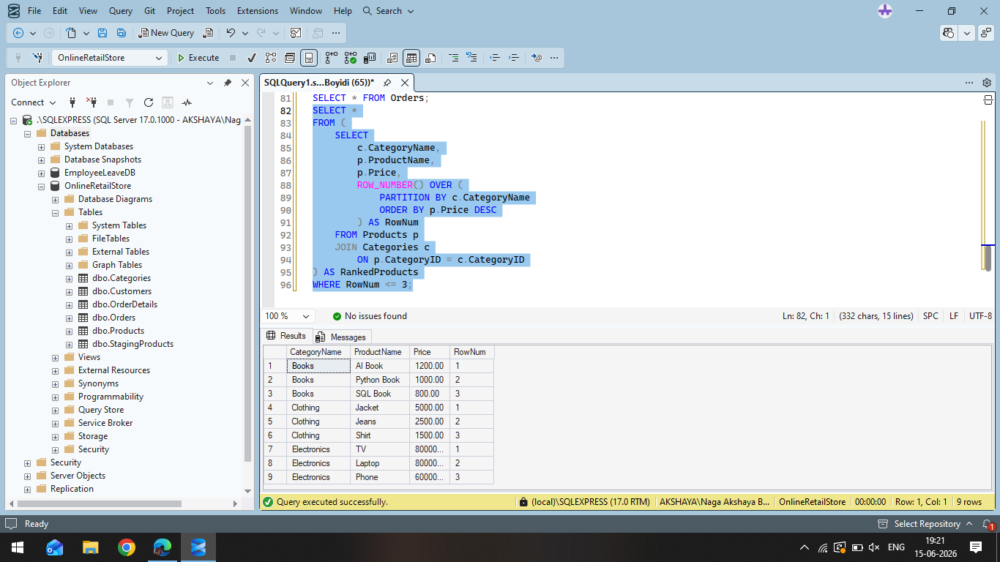 File Edit View Query Git Project Tools Extensions Window Help Search
New Query
OnlineRetailStore Execute
Object Explorer
Connect
.\SQLEXPRESS (SQL Server 17.0.1000 - AKSHAYA\Nag
Databases
System Databases
Database Snapshots
EmployeeLeaveDB
OnlineRetailStore
Database Diagrams
Tables
System Tables
FileTables
External Tables
Graph Tables
dbo.Categories
dbo.Customers
dbo.OrderDetails
dbo.Orders
dbo.Products
dbo.StagingProducts
Views
External Resources
Synonyms
Programmability
Query Store
Service Broker
Storage
Security
Security
Server Objects
Replication
SQLQuery1.s...Boyidi (65))*
81 SELECT * FROM Orders;
82 SELECT *
83 FROM (
84 SELECT
85 c.CategoryName,
86 p.ProductName,
87 p.Price,
88 ROW_NUMBER() OVER (
89 PARTITION BY c.CategoryName
90 ORDER BY p.Price DESC
91 ) AS RowNum
92 FROM Products p
93 JOIN Categories c
94 ON p.CategoryID = c.CategoryID
95 ) AS RankedProducts
96 WHERE RowNum <= 3;
100 % No issues found Ln: 82, Ch: 1 (332 chars, 15 lines) SPC LF UTF-8
Results Messages
CategoryName ProductName Price RowNum
1 Books AI Book 1200.00 1
2 Books Python Book 1000.00 2
3 Books SQL Book 800.00 3
4 Clothing Jacket 5000.00 1
5 Clothing Jeans 2500.00 2
6 Clothing Shirt 1500.00 3
7 Electronics TV 80000... 1
8 Electronics Laptop 80000... 2
9 Electronics Phone 60000... 3
Query executed successfully. (local)\SQLEXPRESS (17.0 RTM) AKSHAYA\Naga Akshaya B... OnlineRetailStore 00:00:00 Row: 1, Col: 1 9 rows
Ready Select Repository 1
ENG 19:21
15-06-2026